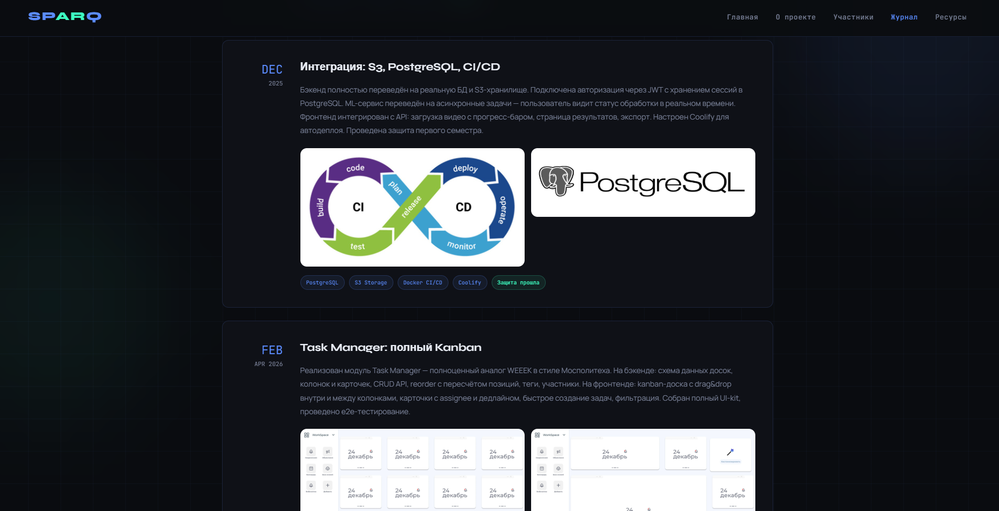 SPARQ
Главная О проекте Участники Журнал Ресурсы
DEC
2025
Интеграция: S3, PostgreSQL, CI/CD
Бэкенд полностью переведён на реальную БД и S3-хранилище. Подключена авторизация через JWT с хранением сессий в
PostgreSQL. ML-сервис переведён на асинхронные задачи — пользователь видит статус обработки в реальном времени.
Фронтенд интегрирован с API: загрузка видео с прогресс-баром, страница результатов, экспорт. Настроен Coolify для
автодеплоя. Проведена защита первого семестра.
code
deploy
plan
build
CI
release
CD
operate
test
monitor
PostgreSQL
PostgreSQL S3 Storage Docker CI/CD Coolify Защита прошла
FEB
APR 2026
Task Manager: полный Kanban
Реализован модуль Task Manager — полноценный аналог WEEEK в стиле Мосполитеха. На бэкенде: схема данных досок,
колонок и карточек, CRUD API, reorder с пересчётом позиций, теги, участники. На фронтенде: kanban-доска с drag&drop
внутри и между колонками, карточки с assignee и дедлайном, быстрое создание задач, фильтрация. Собран полный UI-kit,
проведено e2e-тестирование.
WorkSpace
24 24 24 24
декабрь декабрь декабрь декабрь
24 24 24 24
декабрь декабрь декабрь декабрь
WorkSpace
24 24
декабрь декабрь
24
декабрь
24